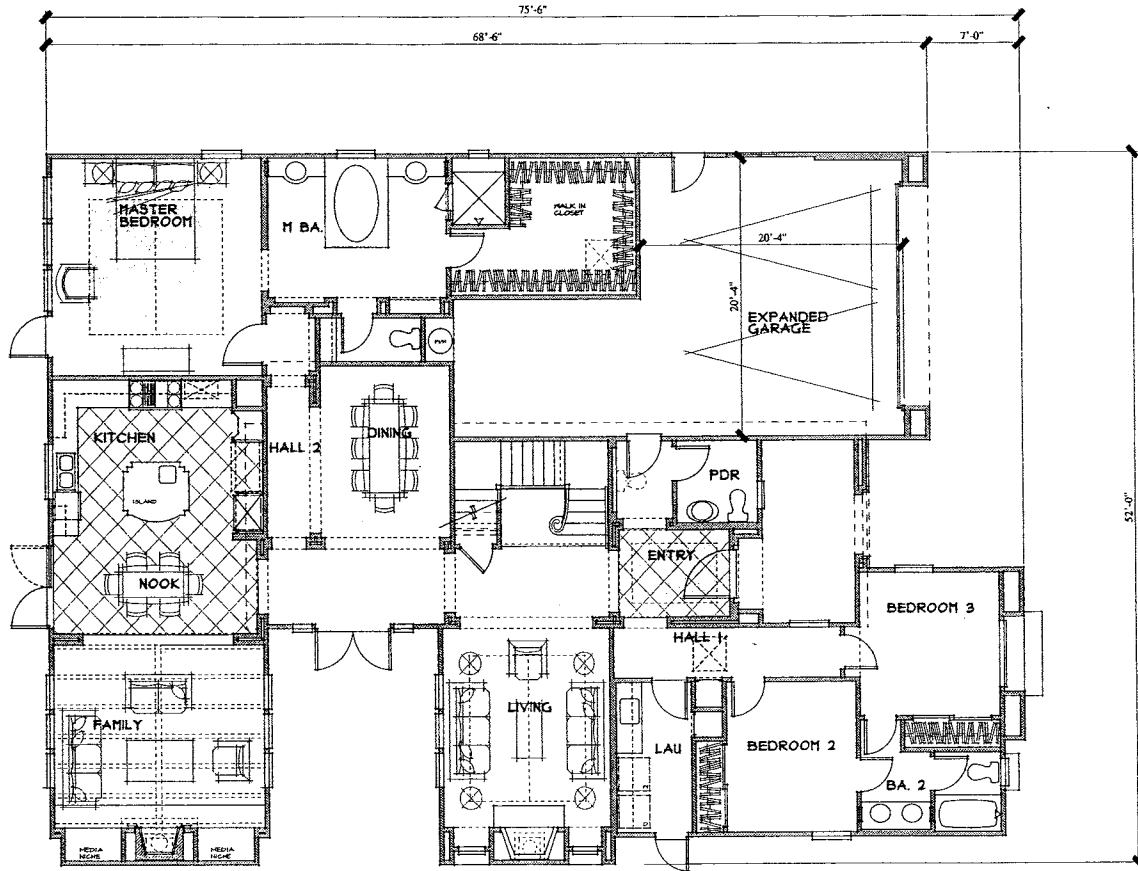 75'-6"
68'-6"
7'-0"
MASTER
BEDROOM
M BA.
WALK IN
CLOSET
20'-4"
20'-4"
EXPANDED
GARAGE
52'-0"
KITCHEN
ISLAND
HALL 2
DINING
PDR
NOOK
ENTRY
BEDROOM 3
HALL 1
FAMILY
LIVING
LAU
BEDROOM 2
BA. 2
MEDIA
NICHE
MEDIA
NICHE